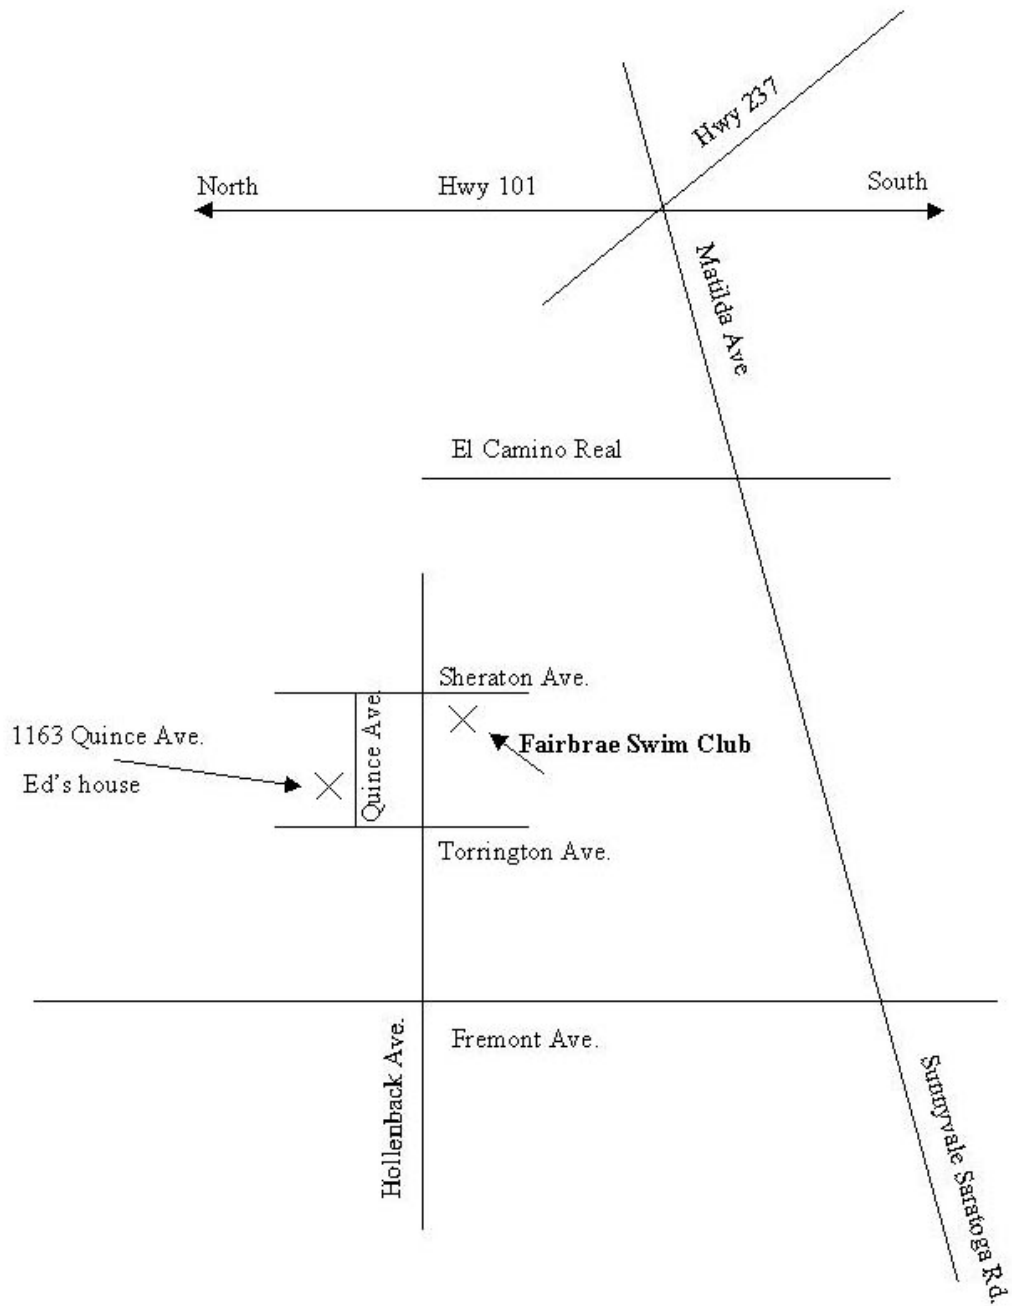 Hwy 237
North
Hwy 101
South
Matilda Ave
El Camino Real
Sheraton Ave.
Quince Ave.
1163 Quince Ave.
Fairbrae Swim Club
Ed's house
Torrington Ave.
Fremont Ave.
Hollenback Ave.
Sunnyvale Saratoga Rd.